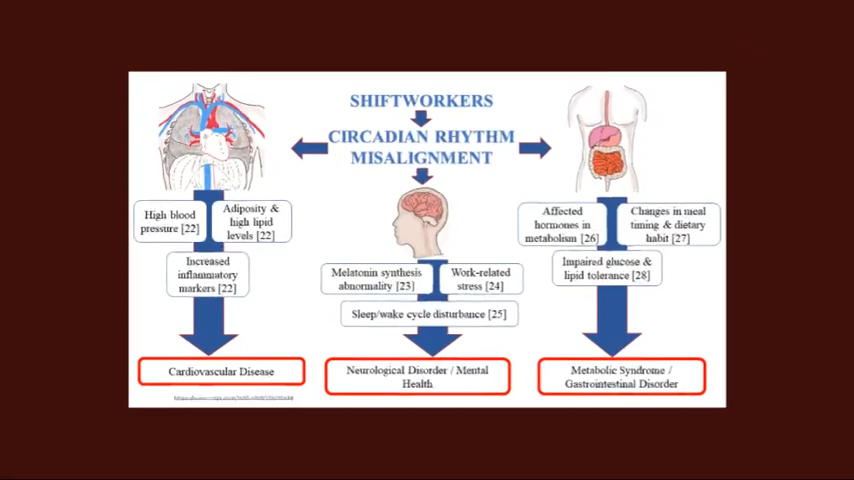 SHIFTWORKERS
CIRCADIAN RHYTHM
MISALIGNMENT
High blood
pressure [22]
Adiposity &
high lipid
levels [22]
Increased
inflammatory
markers [22]
Cardiovascular Disease
Melatonin synthesis
abnormality [23]
Work-related
stress [24]
Sleep/wake cycle disturbance [25]
Neurological Disorder / Mental
Health
Affected
hormones in
metabolism [26]
Changes in meal
timing & dietary
habit [27]
Impaired glucose &
lipid tolerance [28]
Metabolic Syndrome /
Gastrointestinal Disorder